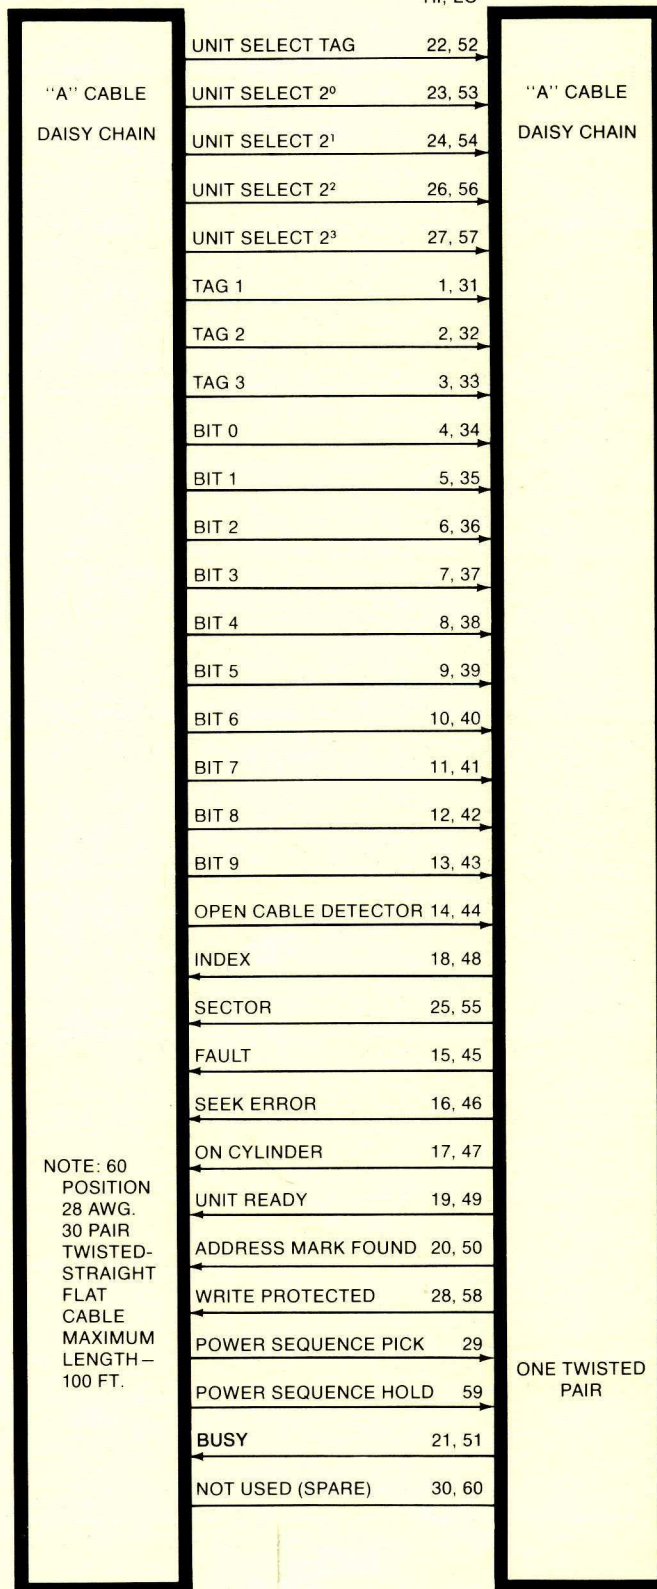 HI, LO
"A" CABLE
DAISY CHAIN
UNIT SELECT TAG 22, 52
UNIT SELECT 2⁰ 23, 53
UNIT SELECT 2¹ 24, 54
UNIT SELECT 2² 26, 56
UNIT SELECT 2³ 27, 57
TAG 1 1, 31
TAG 2 2, 32
TAG 3 3, 33
BIT 0 4, 34
BIT 1 5, 35
BIT 2 6, 36
BIT 3 7, 37
BIT 4 8, 38
BIT 5 9, 39
BIT 6 10, 40
BIT 7 11, 41
BIT 8 12, 42
BIT 9 13, 43
OPEN CABLE DETECTOR 14, 44
INDEX 18, 48
SECTOR 25, 55
FAULT 15, 45
SEEK ERROR 16, 46
ON CYLINDER 17, 47
UNIT READY 19, 49
ADDRESS MARK FOUND 20, 50
WRITE PROTECTED 28, 58
POWER SEQUENCE PICK 29
POWER SEQUENCE HOLD 59
BUSY 21, 51
NOT USED (SPARE) 30, 60
NOTE: 60
POSITION
28 AWG.
30 PAIR
TWISTED-
STRAIGHT
FLAT
CABLE
MAXIMUM
LENGTH—
100 FT.
"A" CABLE
DAISY CHAIN
ONE TWISTED
PAIR